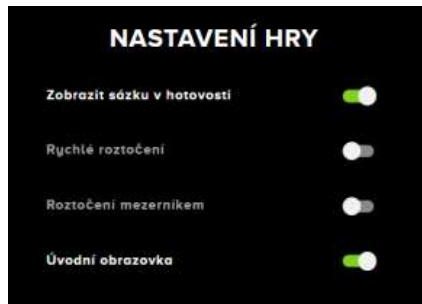 NASTAVENÍ HRY
Zobrazit sázku v hotovosti
Rychlé roztočení
Roztočení mezerníkem
Úvodní obrazovka